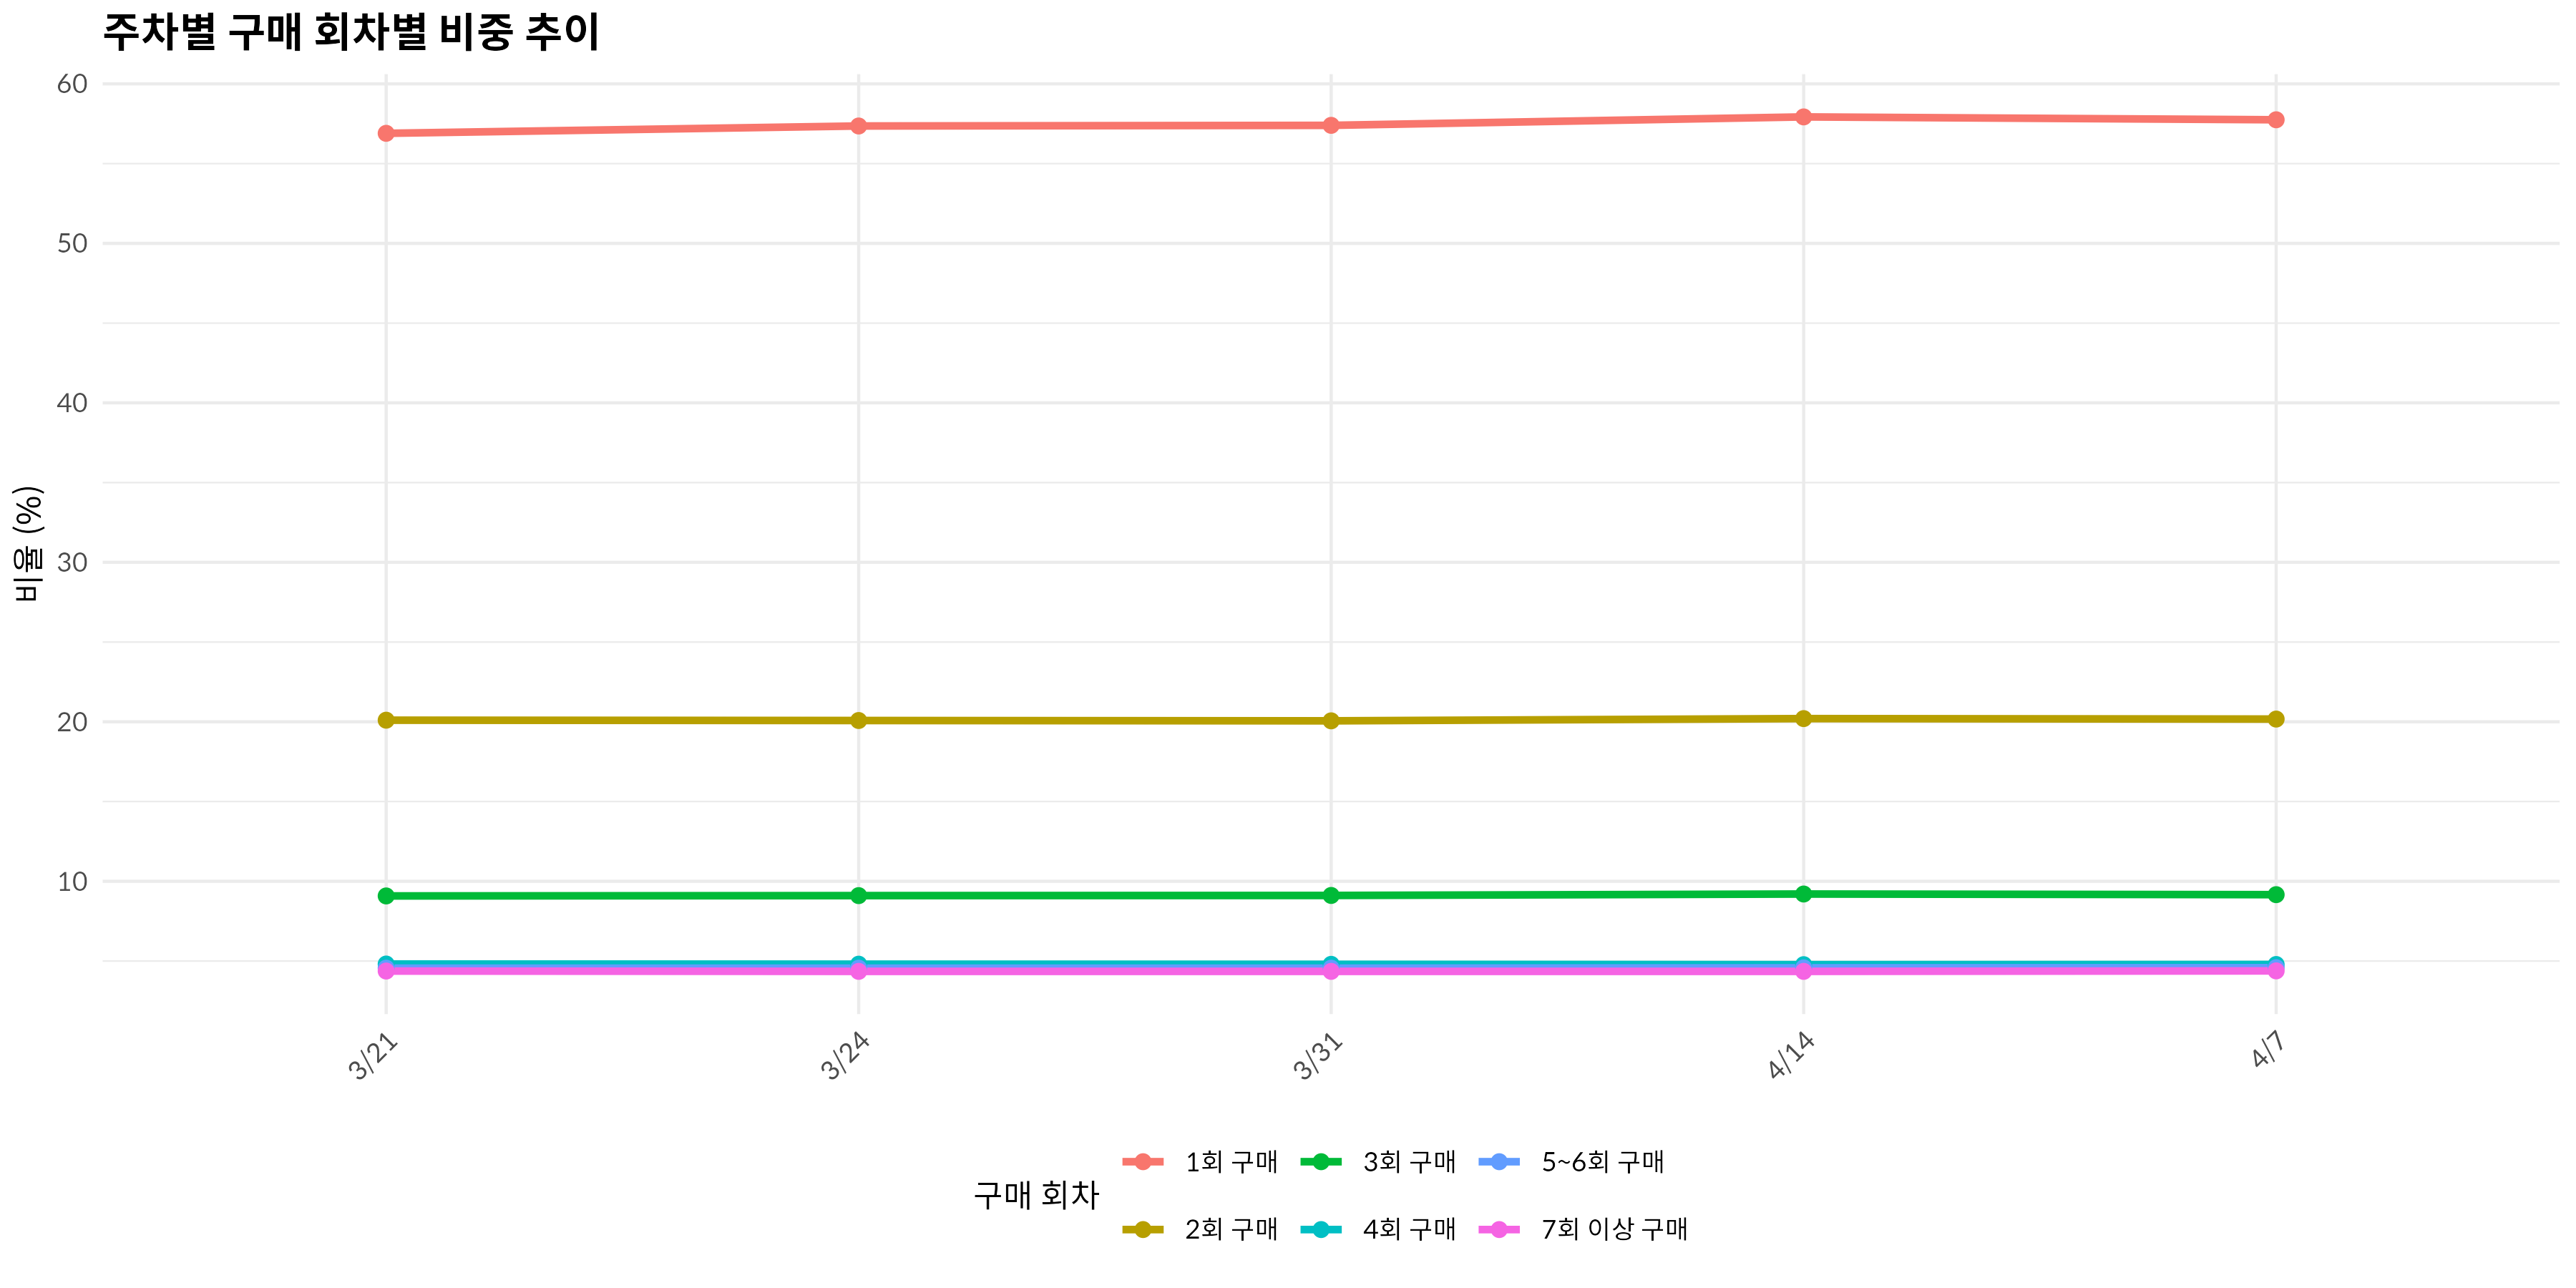 주차별 구매 회차별 비중 추이
비율 (%)
60
50
40
30
20
10
3/21
3/24
3/31
4/14
4/7
구매 회차
1회 구매
3회 구매
5~6회 구매
2회 구매
4회 구매
7회 이상 구매